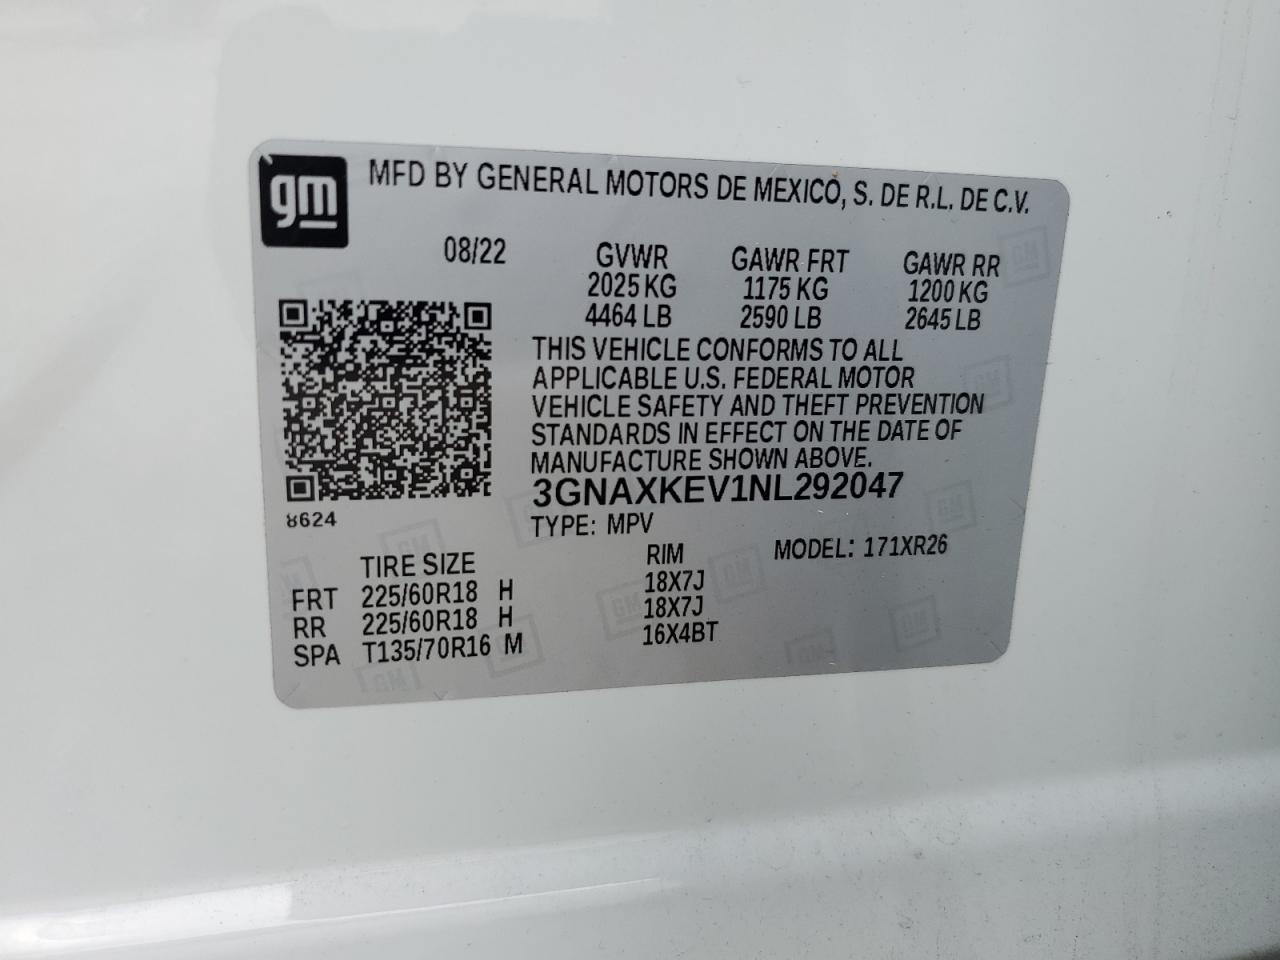 gm
MFD BY GENERAL MOTORS DE MEXICO, S. DE R.L. DE C.V.
08/22 GVWR GAWR FRT GAWR RR
2025 KG 1175 KG 1200 KG
4464 LB 2590 LB 2645 LB
THIS VEHICLE CONFORMS TO ALL
APPLICABLE U.S. FEDERAL MOTOR
VEHICLE SAFETY AND THEFT PREVENTION
STANDARDS IN EFFECT ON THE DATE OF
MANUFACTURE SHOWN ABOVE.
3GNAXKEV1NL292047
8624
TYPE: MPV MODEL: 171XR26
TIRE SIZE RIM
FRT 225/60R18 H 18X7J
RR 225/60R18 H 18X7J
SPA T135/70R16 M 16X4BT